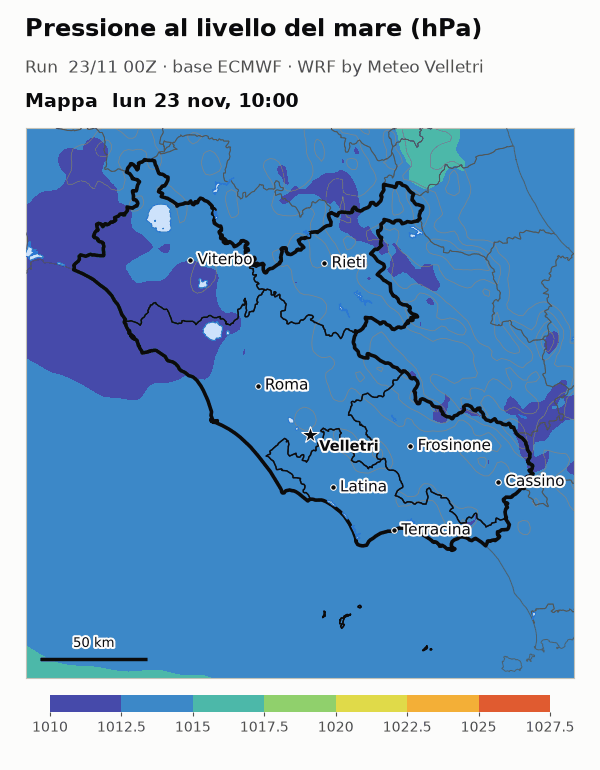 Pressione al livello del mare (hPa)
Run  23/11 00Z · base ECMWF · WRF by Meteo Velletri
Mappa  lun 23 nov, 10:00
Viterbo
Rieti
Roma
Velletri
Frosinone
Cassino
Latina
Terracina
50 km
1010 1012.5 1015 1017.5 1020 1022.5 1025 1027.5